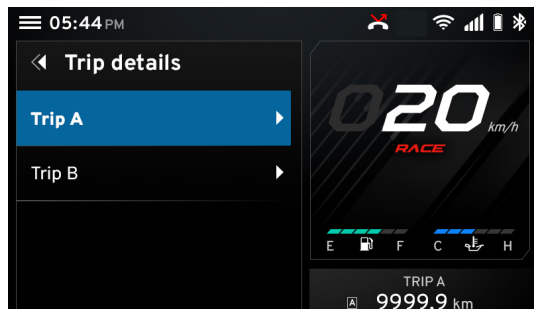 05:44 PM
Trip details
Trip A
Trip B
020 km/h
RACE
E F C H
TRIP A
A 9999.9 km